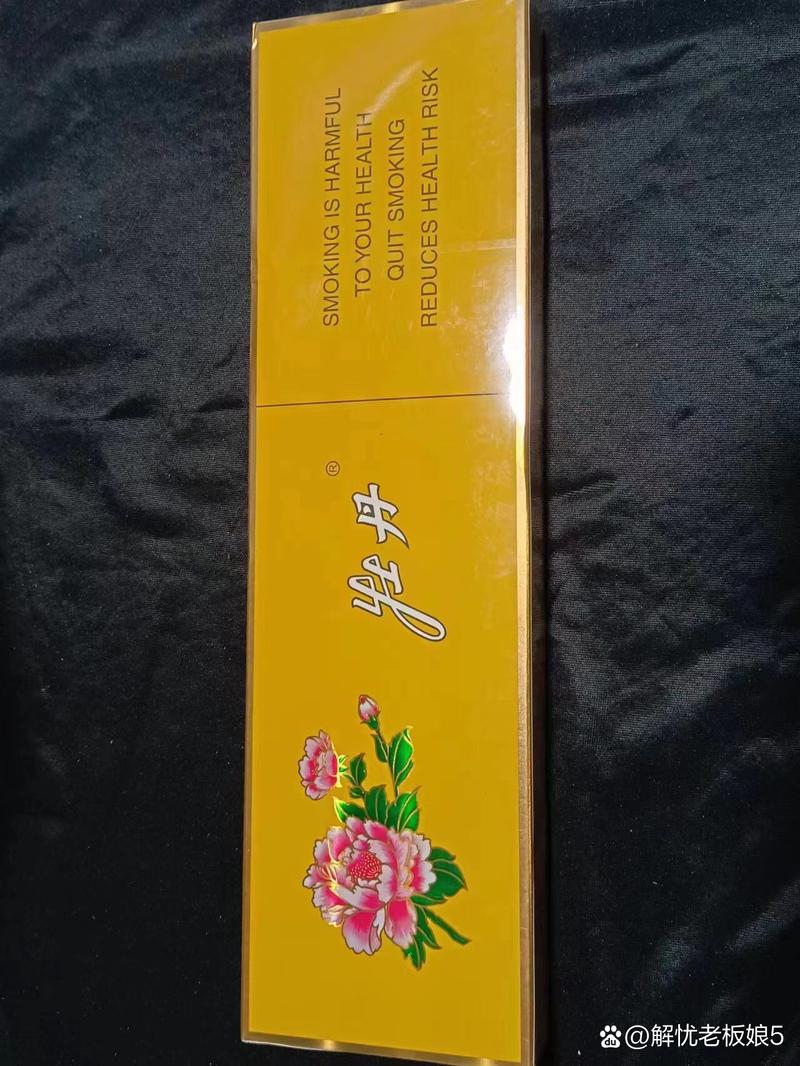 SMOKING IS HARMFUL
TO YOUR HEALTH
QUIT SMOKING
REDUCES HEALTH RISK
®
牡丹
du
@解忧老板娘5